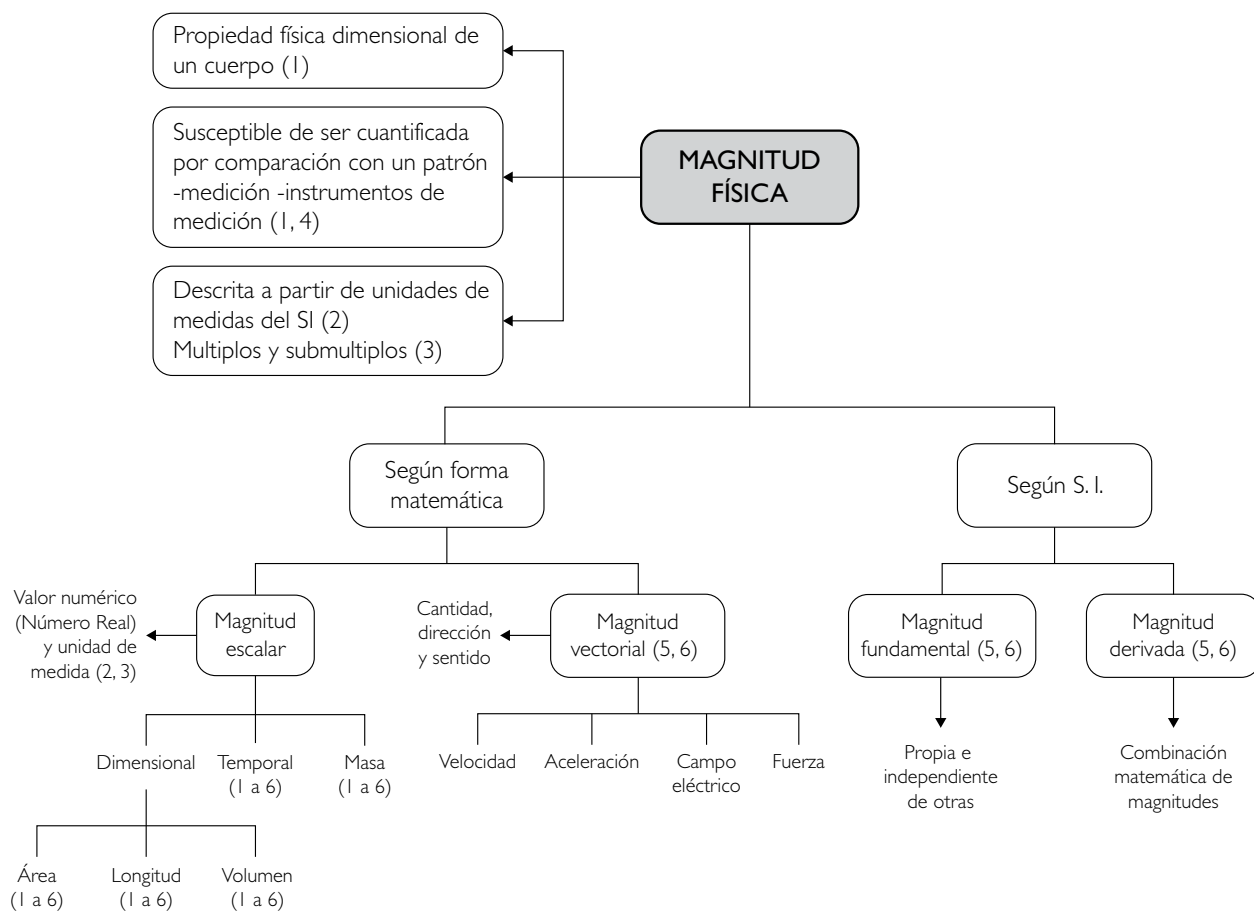 Propiedad física dimensional de
un cuerpo (1)
Susceptible de ser cuantificada
por comparación con un patrón
-medición -instrumentos de
medición (1, 4)
MAGNITUD
FÍSICA
Descrita a partir de unidades de
medidas del SI (2)
Multiplos y submultiplos (3)
Según forma
matemática
Según S. I.
Valor numérico
(Número Real)
y unidad de
medida (2, 3)
Magnitud
escalar
Cantidad,
dirección
y sentido
Magnitud
vectorial (5, 6)
Magnitud
fundamental (5, 6)
Magnitud
derivada (5, 6)
Dimensional
Temporal
(1 a 6)
Masa
(1 a 6)
Velocidad
Aceleración
Campo
eléctrico
Fuerza
Propia e
independiente
de otras
Combinación
matemática de
magnitudes
Área
(1 a 6)
Longitud
(1 a 6)
Volumen
(1 a 6)